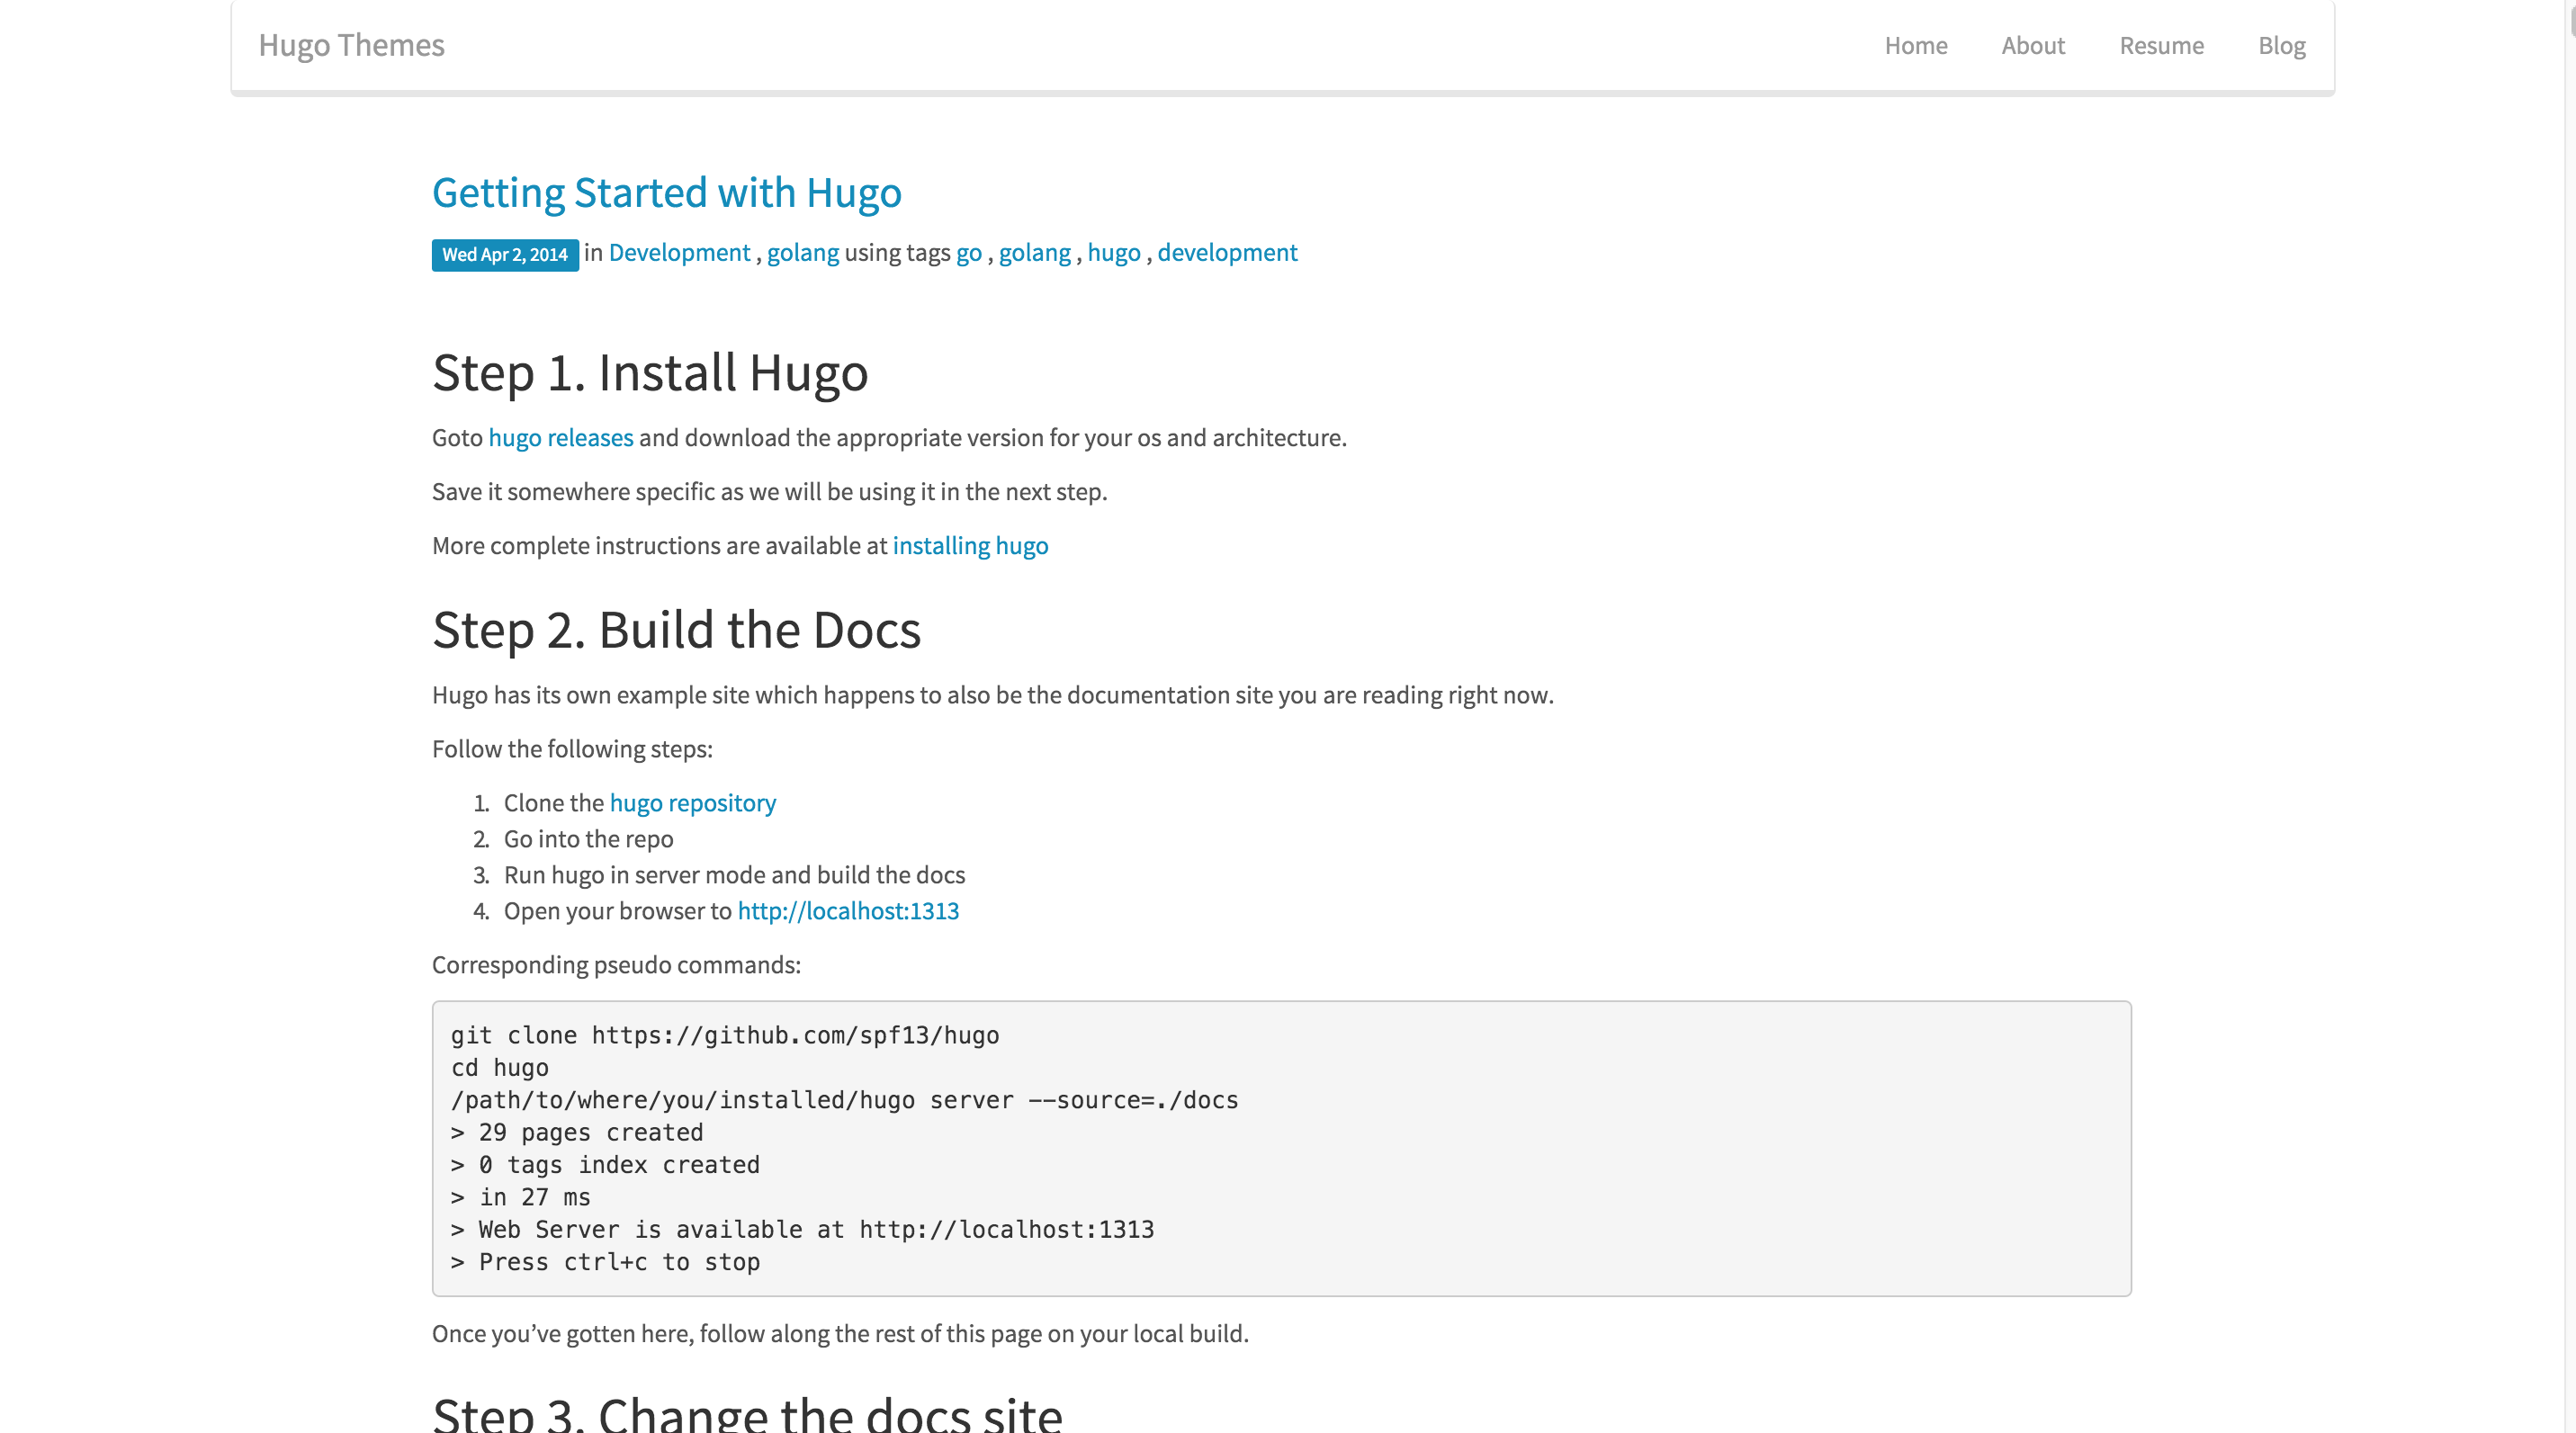 Hugo Themes
Home About Resume Blog
Getting Started with Hugo
Wed Apr 2, 2014 in Development , golang using tags go , golang , hugo , development
Step 1. Install Hugo
Goto hugo releases and download the appropriate version for your os and architecture.
Save it somewhere specific as we will be using it in the next step.
More complete instructions are available at installing hugo
Step 2. Build the Docs
Hugo has its own example site which happens to also be the documentation site you are reading right now.
Follow the following steps:
1. Clone the hugo repository
2. Go into the repo
3. Run hugo in server mode and build the docs
4. Open your browser to http://localhost:1313
Corresponding pseudo commands:
git clone https://github.com/spf13/hugo
cd hugo
/path/to/where/you/installed/hugo server --source=./docs
> 29 pages created
> 0 tags index created
> in 27 ms
> Web Server is available at http://localhost:1313
> Press ctrl+c to stop
Once you’ve gotten here, follow along the rest of this page on your local build.
Step 3. Change the docs site